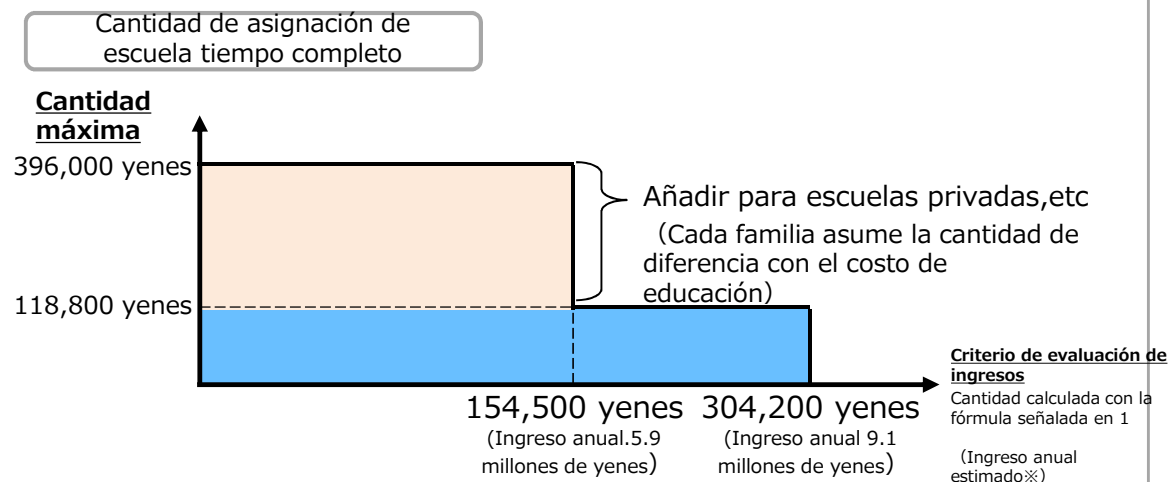 Cantidad de asignación de
escuela tiempo completo
Cantidad
máxima
396,000 yenes
Añadir para escuelas privadas,etc
（Cada familia asume la cantidad de
diferencia con el costo de
educación）
118,800 yenes
154,500 yenes
(Ingreso anual.5.9
millones de yenes)
304,200 yenes
(Ingreso anual 9.1
millones de yenes)
Criterio de evaluación de
ingresos
Cantidad calculada con la
fórmula señalada en 1
（Ingreso anual
estimado※）